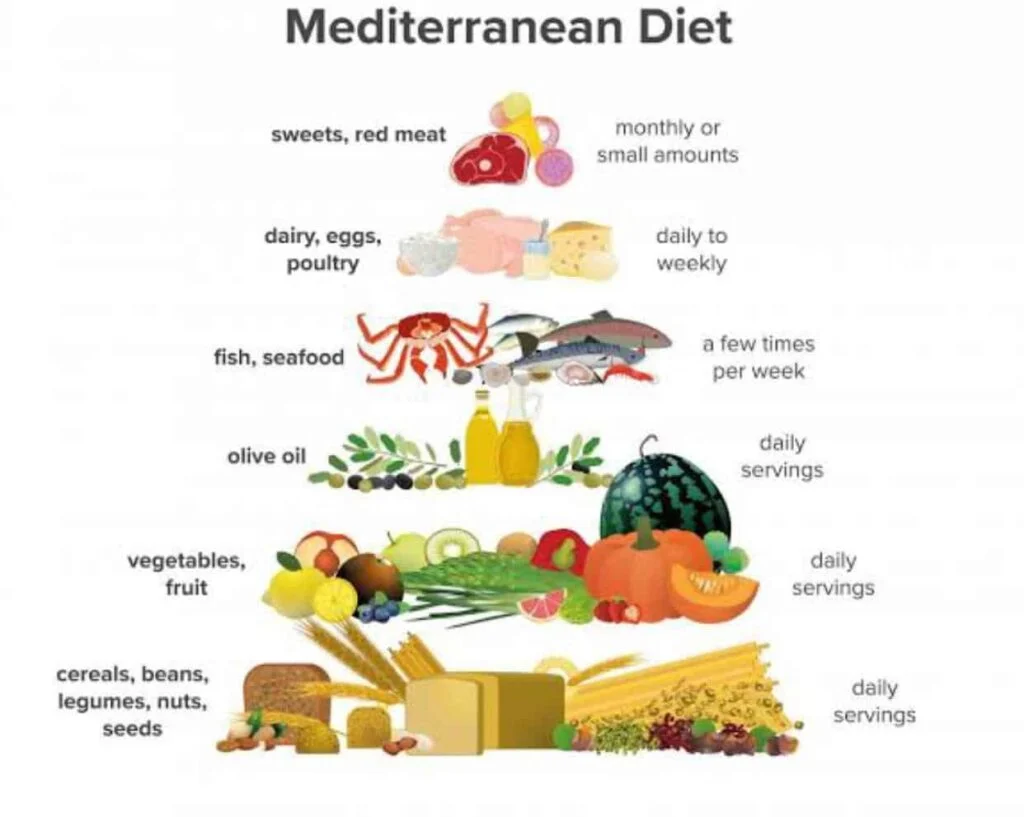 Mediterranean Diet
sweets, red meat
monthly or
small amounts
dairy, eggs,
poultry
daily to
weekly
fish, seafood
a few times
per week
olive oil
daily
servings
vegetables,
fruit
daily
servings
cereals, beans,
legumes, nuts,
seeds
daily
servings